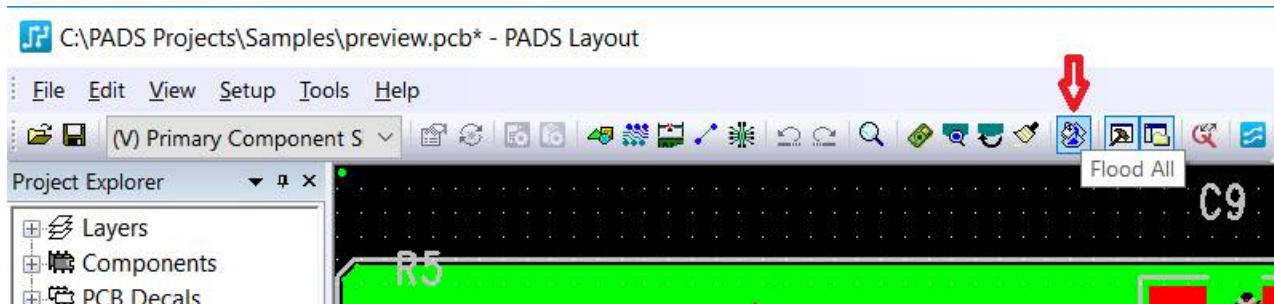 C:\PADS Projects\Samples\preview.pcb* - PADS Layout
File Edit View Setup Tools Help
(V) Primary Component S
Flood All
Project Explorer
C9
Layers
R5
Components
PCB Decals